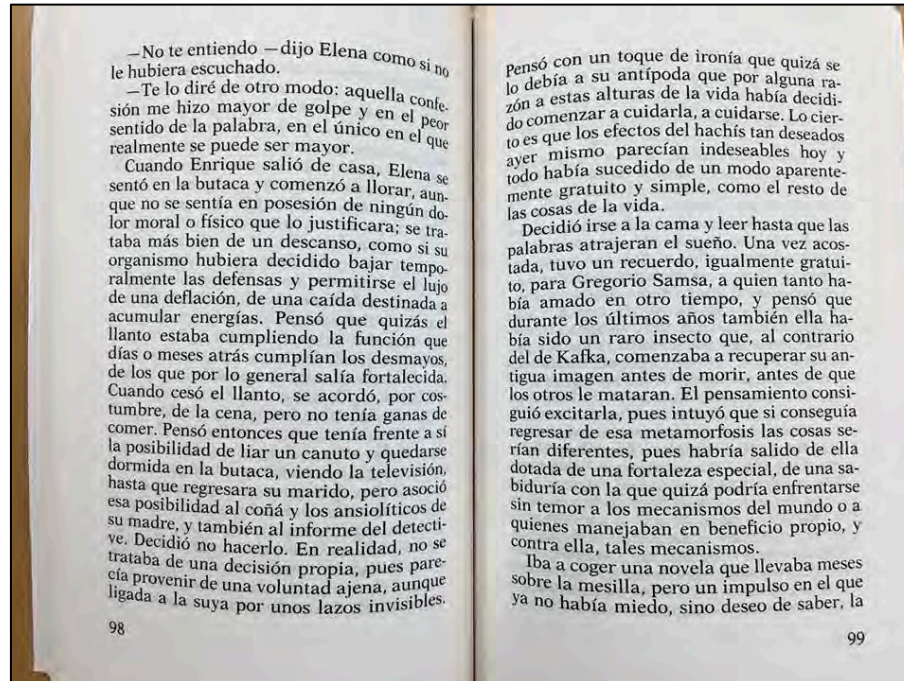 —No te entiendo —dijo Elena como si no
le hubiera escuchado.
—Te lo diré de otro modo: aquella confe-
sión me hizo mayor de golpe y en el peor
sentido de la palabra, en el único en el que
realmente se puede ser mayor.
Cuando Enrique salió de casa, Elena se
sentó en la butaca y comenzó a llorar, aun-
que no se sentía en posesión de ningún do-
lor moral o físico que lo justificara; se tra-
taba más bien de un descanso, como si su
organismo hubiera decidido bajar tempo-
ralmente las defensas y permitirse el lujo
de una deflación, de una caída destinada a
acumular energías. Pensó que quizás el
llanto estaba cumpliendo la función que
días o meses atrás cumplían los desmayos,
de los que por lo general salía fortalecida.
Cuando cesó el llanto, se acordó, por cos-
tumbre, de la cena, pero no tenía ganas de
comer. Pensó entonces que tenía frente a sí
la posibilidad de liar un canuto y quedarse
dormida en la butaca, viendo la televisión,
hasta que regresara su marido, pero asoció
esa posibilidad al coñá y los ansiolíticos de
su madre, y también al informe del detecti-
ve. Decidió no hacerlo. En realidad, no se
trataba de una decisión propia, pues pare-
cía provenir de una voluntad ajena, aunque
ligada a la suya por unos lazos invisibles.
98
Pensó con un toque de ironía que quizá se
lo debía a su antípoda que por alguna ra-
zón a estas alturas de la vida había decidi-
do comenzar a cuidarla, a cuidarse. Lo cier-
to es que los efectos del hachís tan deseados
ayer mismo parecían indeseables hoy y
todo había sucedido de un modo aparente-
mente gratuito y simple, como el resto de
las cosas de la vida.
Decidió irse a la cama y leer hasta que las
palabras atrajeran el sueño. Una vez acos-
tada, tuvo un recuerdo, igualmente gratui-
to, para Gregorio Samsa, a quien tanto ha-
bía amado en otro tiempo, y pensó que
durante los últimos años también ella ha-
bía sido un raro insecto que, al contrario
del de Kafka, comenzaba a recuperar su an-
tigua imagen antes de morir, antes de que
los otros le mataran. El pensamiento consi-
guió excitarla, pues intuyó que si conseguía
regresar de esa metamorfosis las cosas se-
rían diferentes, pues habría salido de ella
dotada de una fortaleza especial, de una sa-
biduría con la que quizá podría enfrentarse
sin temor a los mecanismos del mundo o a
quienes manejaban en beneficio propio, y
contra ella, tales mecanismos.
Iba a coger una novela que llevaba meses
sobre la mesilla, pero un impulso en el que
ya no había miedo, sino deseo de saber, la
99